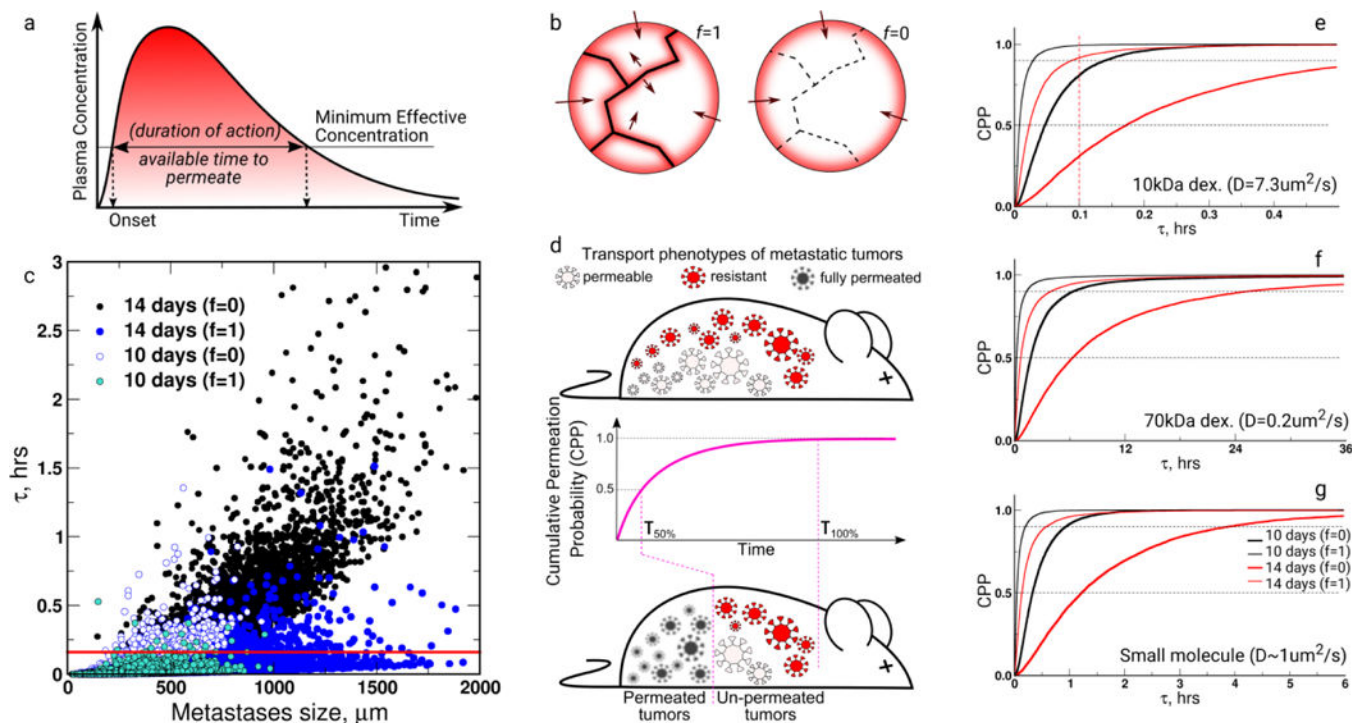 a
Plasma Concentration
(duration of action)
available time to
permeate
Minimum Effective
Concentration
Onset
Time
b
f=1
f=0
c
3
2.5
2
1.5
1
0.5
0
τ, hrs
14 days (f=0)
14 days (f=1)
10 days (f=0)
10 days (f=1)
0
500
1000
1500
2000
Metastases size, μm
d
Transport phenotypes of metastatic tumors
permeable
resistant
fully permeated
Cumulative Permeation
Probability (CPP)
1.0
0.5
T50%
T100%
Time
Permeated
tumors
Un-permeated
tumors
e
CPP
1.0
0.5
0.0
10kDa dex. (D=7.3um²/s)
0
0.1
0.2
0.3
0.4
τ, hrs
f
CPP
1.0
0.5
0.0
70kDa dex. (D=0.2um²/s)
0
12
24
36
τ, hrs
g
CPP
1.0
0.5
0.0
10 days (f=0)
10 days (f=1)
14 days (f=0)
14 days (f=1)
Small molecule (D~1um²/s)
0
1
2
3
4
5
6
τ, hrs